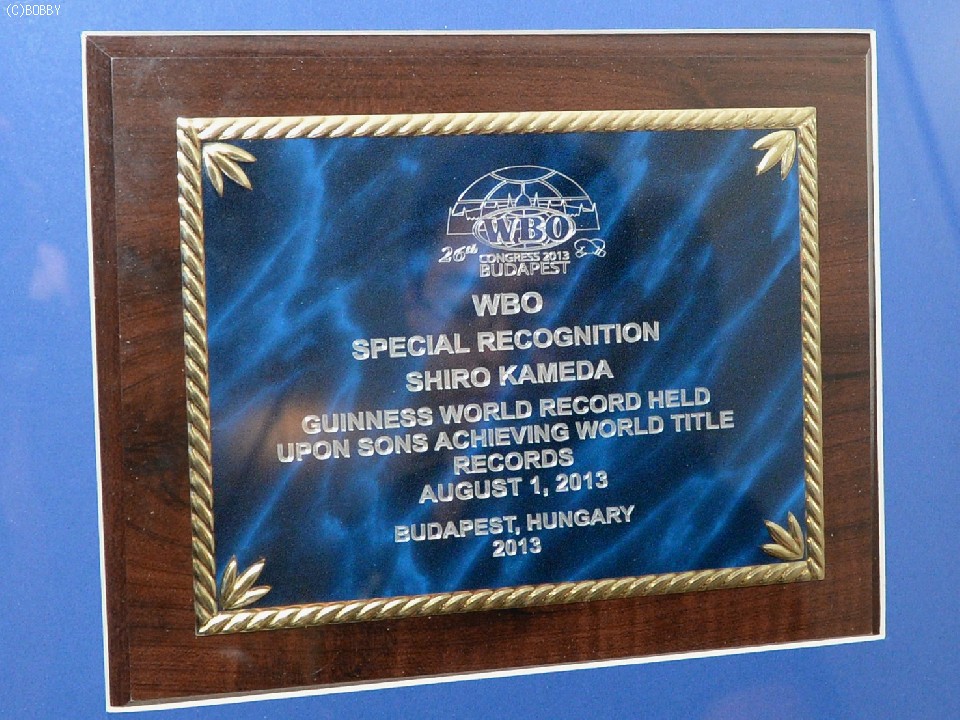 (C)BOBBY
WBO
26th
CONGRESS 2013
BUDAPEST
WBO
SPECIAL RECOGNITION
SHIRO KAMEDA
GUINNESS WORLD RECORD HELD
UPON SONS ACHIEVING WORLD TITLE
RECORDS
AUGUST 1, 2013
BUDAPEST, HUNGARY
2013